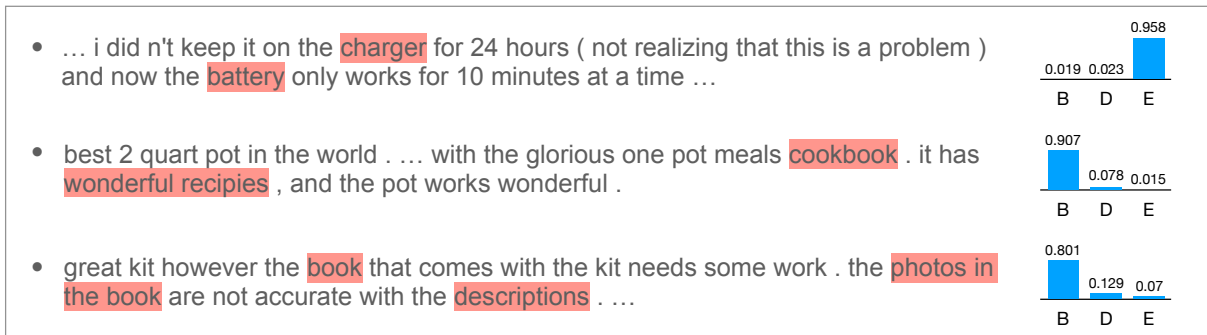 • … i did n't keep it on the charger for 24 hours ( not realizing that this is a problem )
and now the battery only works for 10 minutes at a time …
0.958
0.019 0.023
B D E
• best 2 quart pot in the world . … with the glorious one pot meals cookbook . it has
wonderful recipies , and the pot works wonderful .
0.907
0.078 0.015
B D E
• great kit however the book that comes with the kit needs some work . the photos in
the book are not accurate with the descriptions . …
0.801
0.129 0.07
B D E